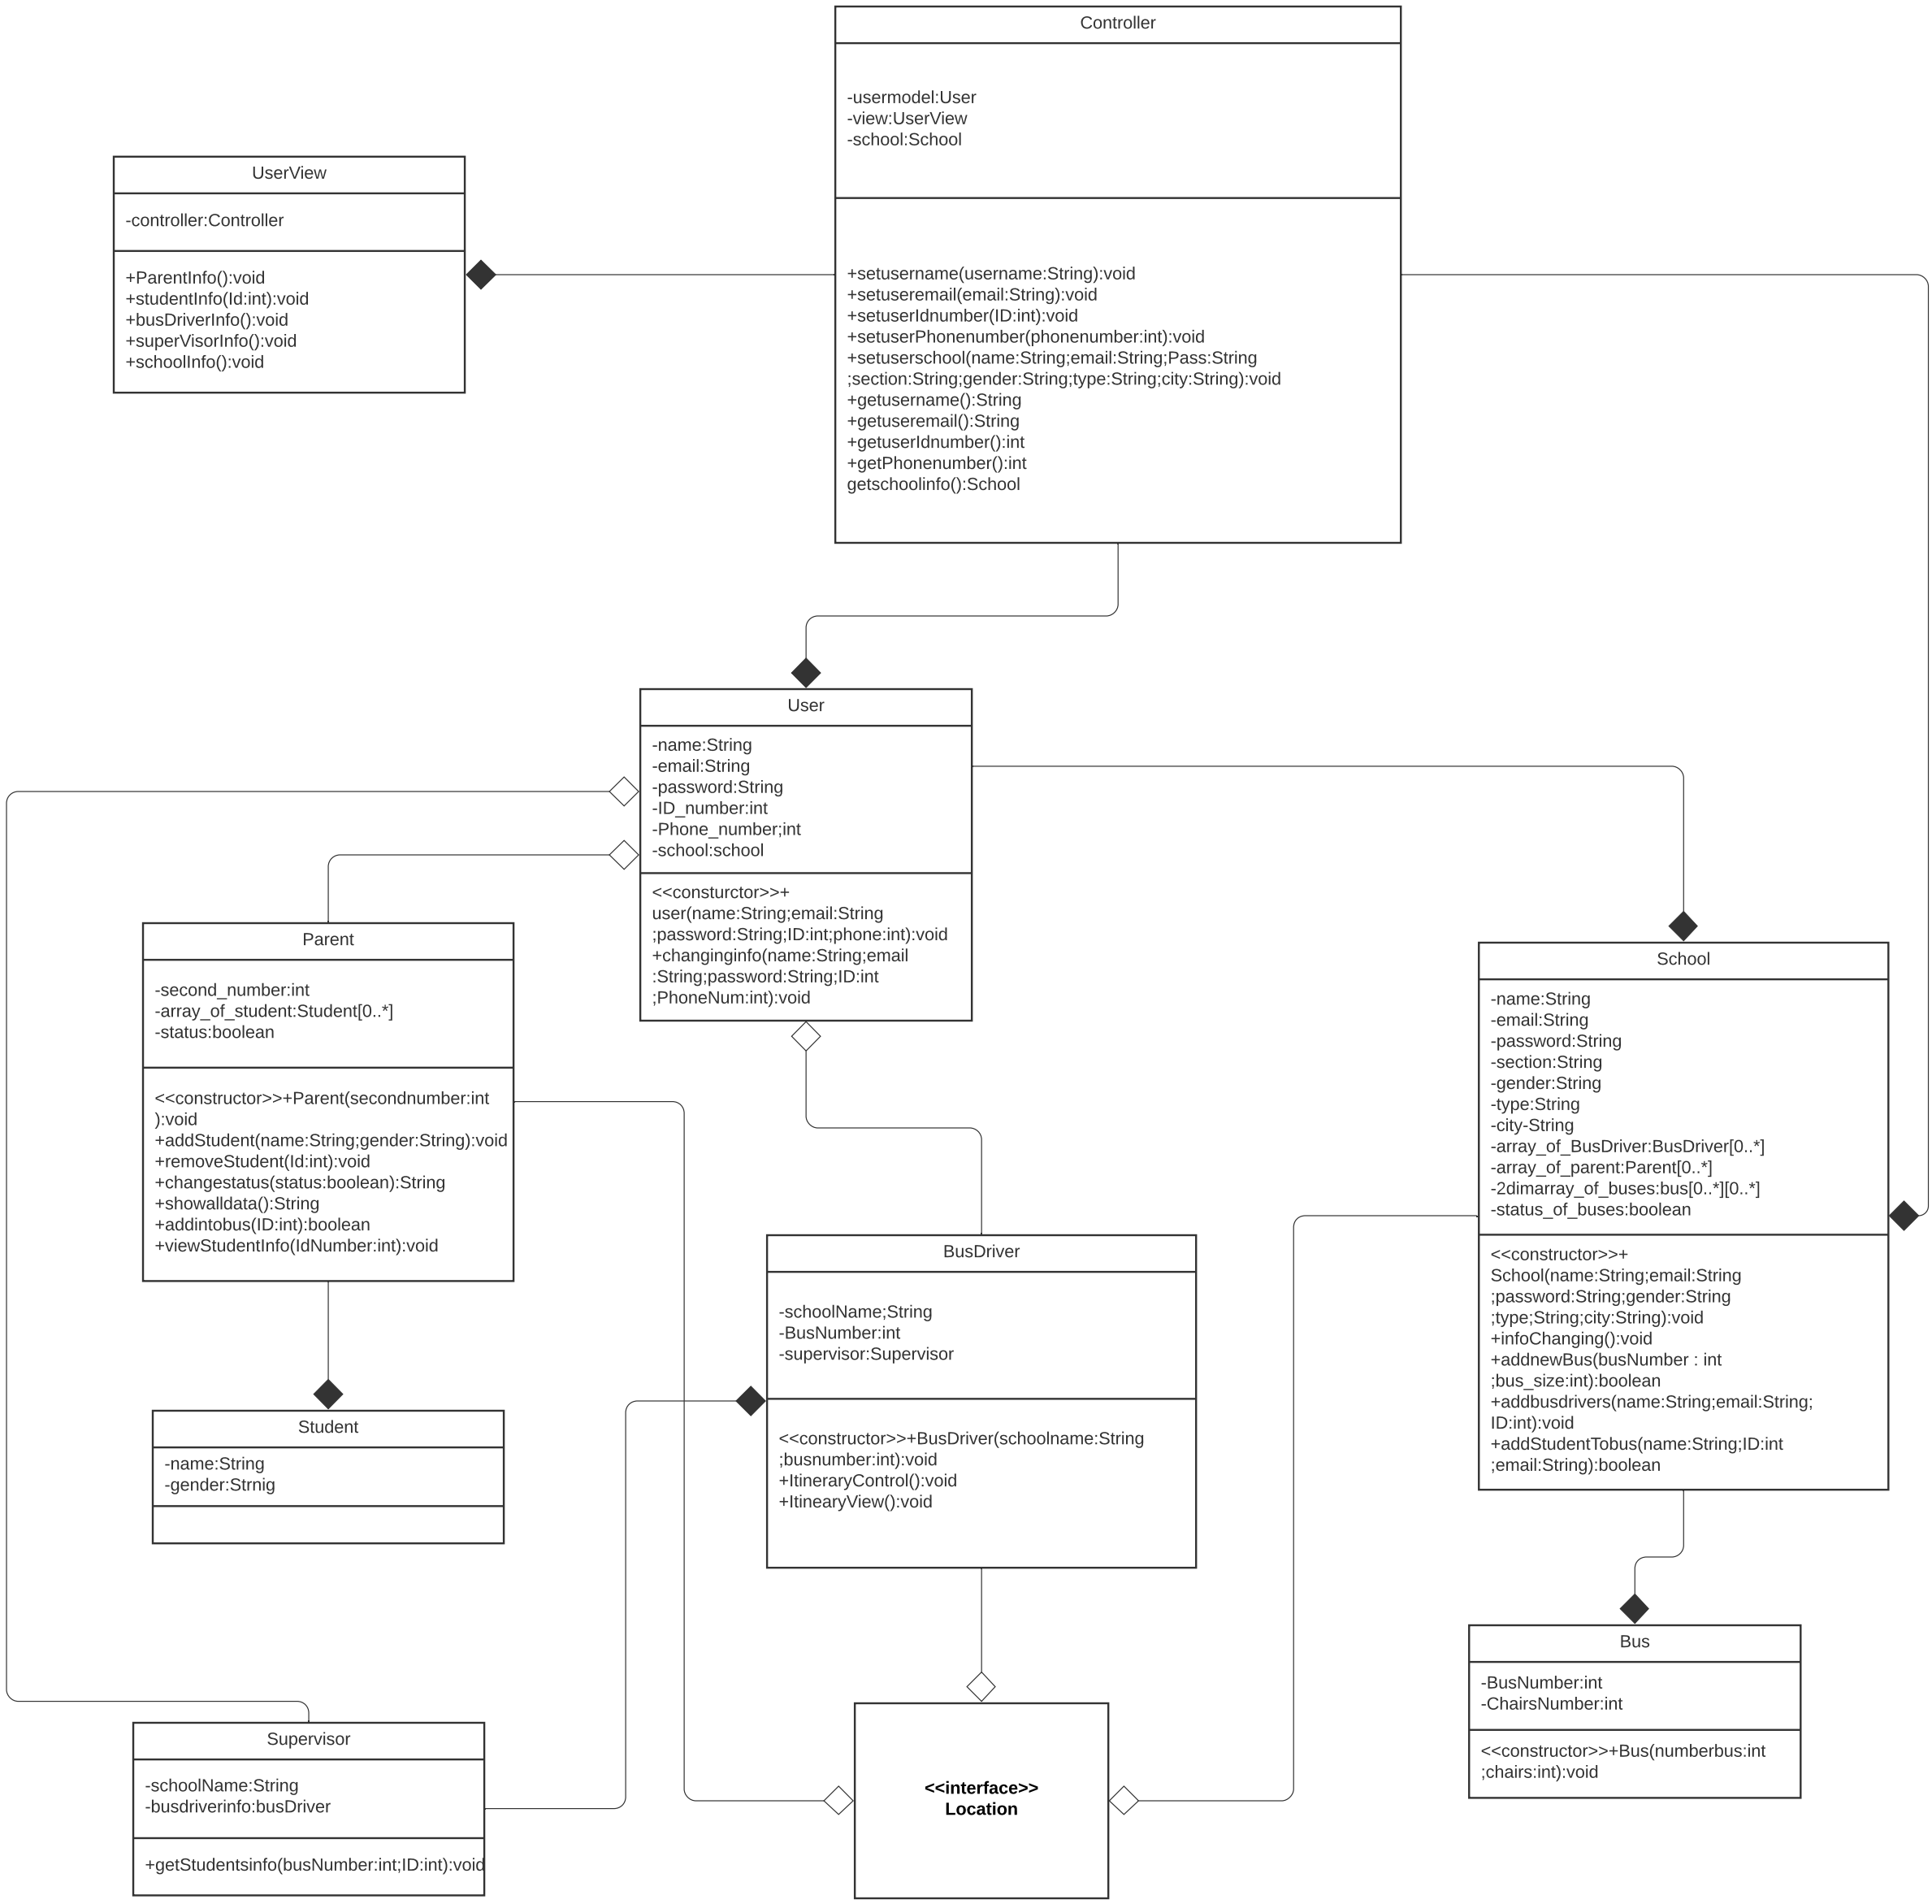 Controller
-usermodel:User
-view:UserView
-school:School
+setusername(username:String):void
+setuseremail(email:String):void
+setuserIdnumber(ID:int):void
+setuserPhonenumber(phonenumber:int):void
+setuserschool(name:String;email:String;Pass:String
;section:String;gender:String;type:String;city:String):void
+getusername():String
+getuseremail():String
+getuserIdnumber():int
+getPhonenumber():int
getschoolinfo():School
UserView
-controller:Controller
+ParentInfo():void
+studentInfo(Id:int):void
+busDriverInfo():void
+superVisorInfo():void
+schoolInfo():void
User
-name:String
-email:String
-password:String
-ID_number:int
-Phone_number;int
-school:school
<<consturctor>>+
user(name:String;email:String
;password:String;ID:int;phone:int):void
+changinginfo(name:String;email
:String;password:String;ID:int
;PhoneNum:int):void
Parent
-second_number:int
-array_of_student:Student[0..*]
-status:boolean
<<constructor>>+Parent(secondnumber:int
):void
+addStudent(name:String;gender:String):void
+removeStudent(Id:int):void
+changestatus(status:boolean):String
+showalldata():String
+addintobus(ID:int):boolean
+viewStudentInfo(IdNumber:int):void
School
-name:String
-email:String
-password:String
-section:String
-gender:String
-type:String
-city-String
-array_of_BusDriver:BusDriver[0..*]
-array_of_parent:Parent[0..*]
-2dimarray_of_buses:bus[0..*][0..*]
-status_of_buses:boolean
<<constructor>>+
School(name:String;email:String
;password:String;gender:String
;type;String;city:String):void
+infoChanging():void
+addnewBus(busNumber : int
;bus_size:int):boolean
+addbusdrivers(name:String;email:String;
ID:int):void
+addStudentTobus(name:String;ID:int
;email:String):boolean
BusDriver
-schoolName;String
-BusNumber:int
-supervisor:Supervisor
<<constructor>>+BusDriver(schoolname:String
;busnumber:int):void
+ItineraryControl():void
+ItinearyView():void
Student
-name:String
-gender:Strnig
Bus
-BusNumber:int
-ChairsNumber:int
<<constructor>>+Bus(numberbus:int
;chairs:int):void
Supervisor
-schoolName:String
-busdriverinfo:busDriver
+getStudentsinfo(busNumber:int;ID:int):void
<<interface>>
Location